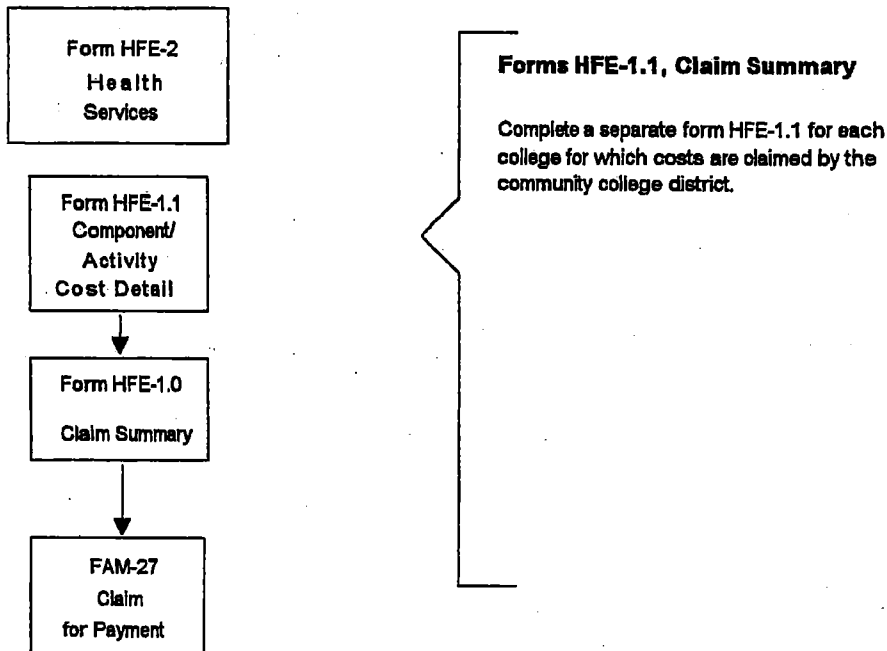 Form HFE-2
Health
Services
Form HFE-1.1
Component/
Activity
Cost Detail
Form HFE-1.0
Claim Summary
FAM-27
Claim
for Payment
Forms HFE-1.1, Claim Summary
Complete a separate form HFE-1.1 for each
college for which costs are claimed by the
community college district.